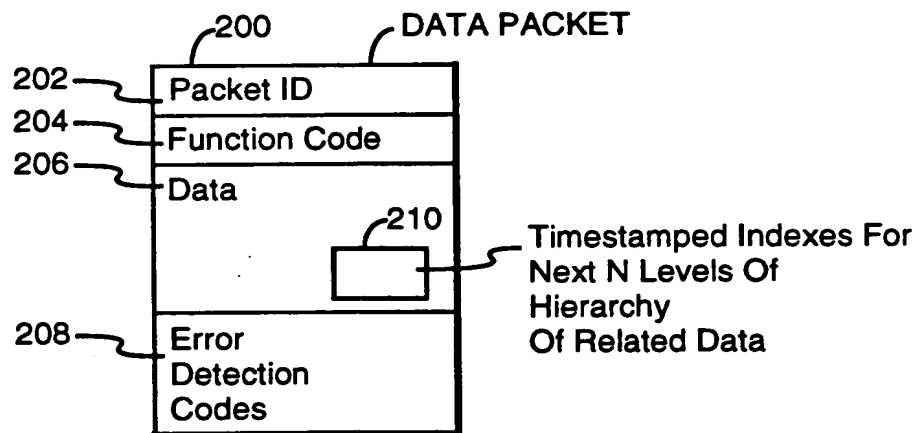 200
DATA PACKET
202
Packet ID
204
Function Code
206
Data
210
Timestamped Indexes For
Next N Levels Of
Hierarchy
Of Related Data
208
Error
Detection
Codes